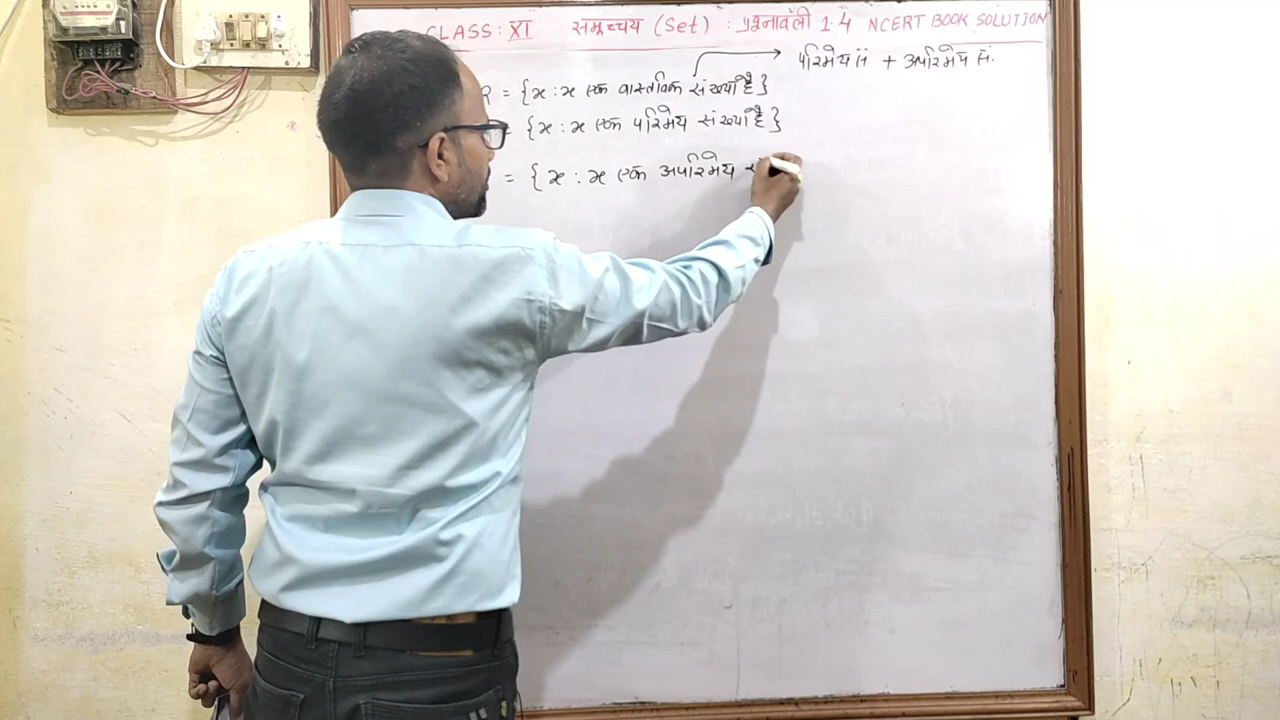 CLASS: XI समुच्चय (Set) : प्रश्नावली 1.4 NCERT BOOK SOLUTION
परिमेय सं + अपरिमेय सं.
R = {x : x एक वास्तविक संख्या है}
= {x : x एक परिमेय संख्या है}
= {x : x एक अपरिमेय